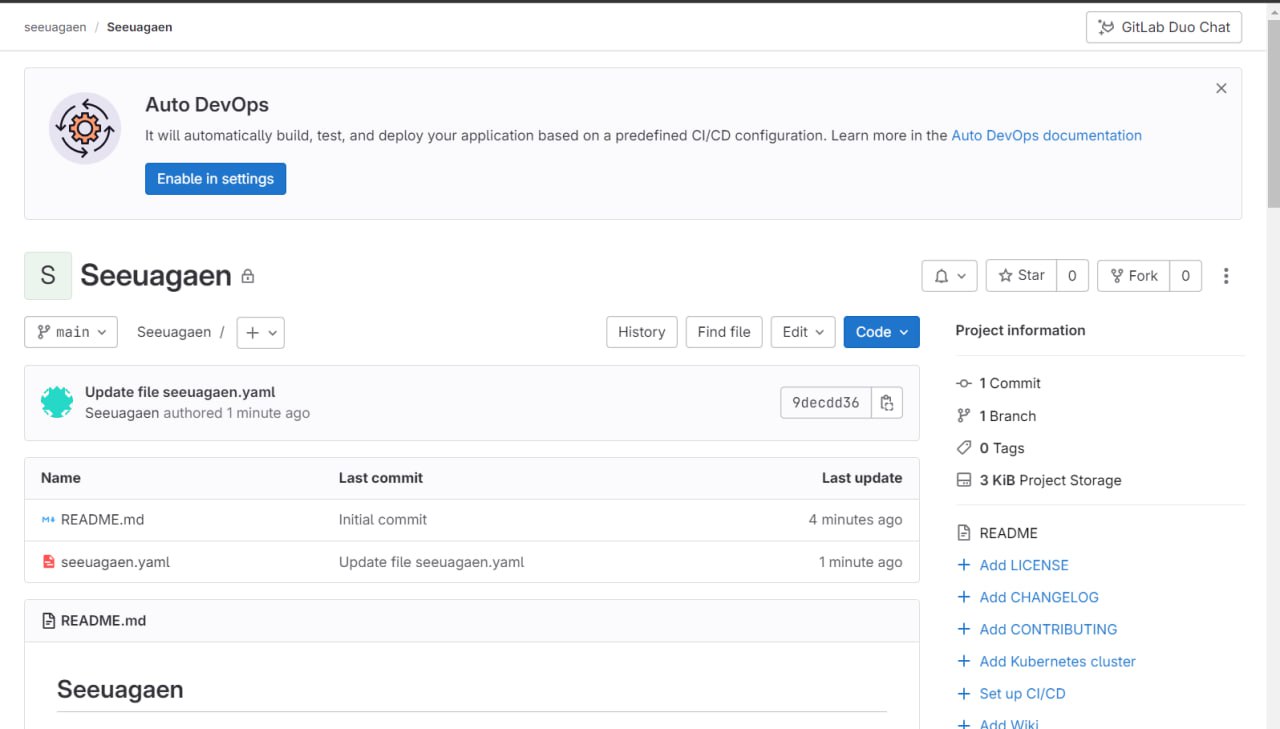 seeuagaen / Seeuagaen
GitLab Duo Chat
Auto DevOps
It will automatically build, test, and deploy your application based on a predefined CI/CD configuration. Learn more in the Auto DevOps documentation
Enable in settings
S
Seeuagaen
Star 0
Fork 0
main
Seeuagaen /
History
Find file
Edit
Code
Update file seeuagaen.yaml
Seeuagaen authored 1 minute ago
9decdd36
Name Last commit Last update
README.md Initial commit 4 minutes ago
seeuagaen.yaml Update file seeuagaen.yaml 1 minute ago
README.md
Seeuagaen
Project information
1 Commit
1 Branch
0 Tags
3 KiB Project Storage
README
Add LICENSE
Add CHANGELOG
Add CONTRIBUTING
Add Kubernetes cluster
Set up CI/CD
Add Wiki